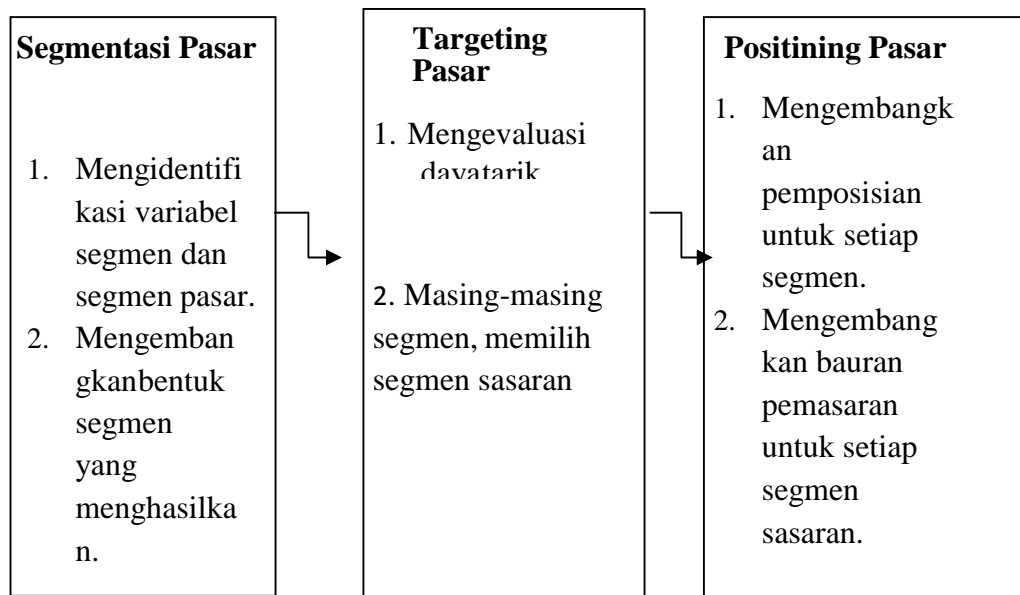 Segmentasi Pasar
1. Mengidentifi
kasi variabel
segmen dan
segmen pasar.
2. Mengemban
gkanbentuk
segmen
yang
menghasilka
n.
Targeting
Pasar
1. Mengevaluasi
dayatarik
2. Masing-masing
segmen, memilih
segmen sasaran
Positining Pasar
1. Mengembangk
an
pemposisian
untuk setiap
segmen.
2. Mengembang
kan bauran
pemasaran
untuk setiap
segmen
sasaran.